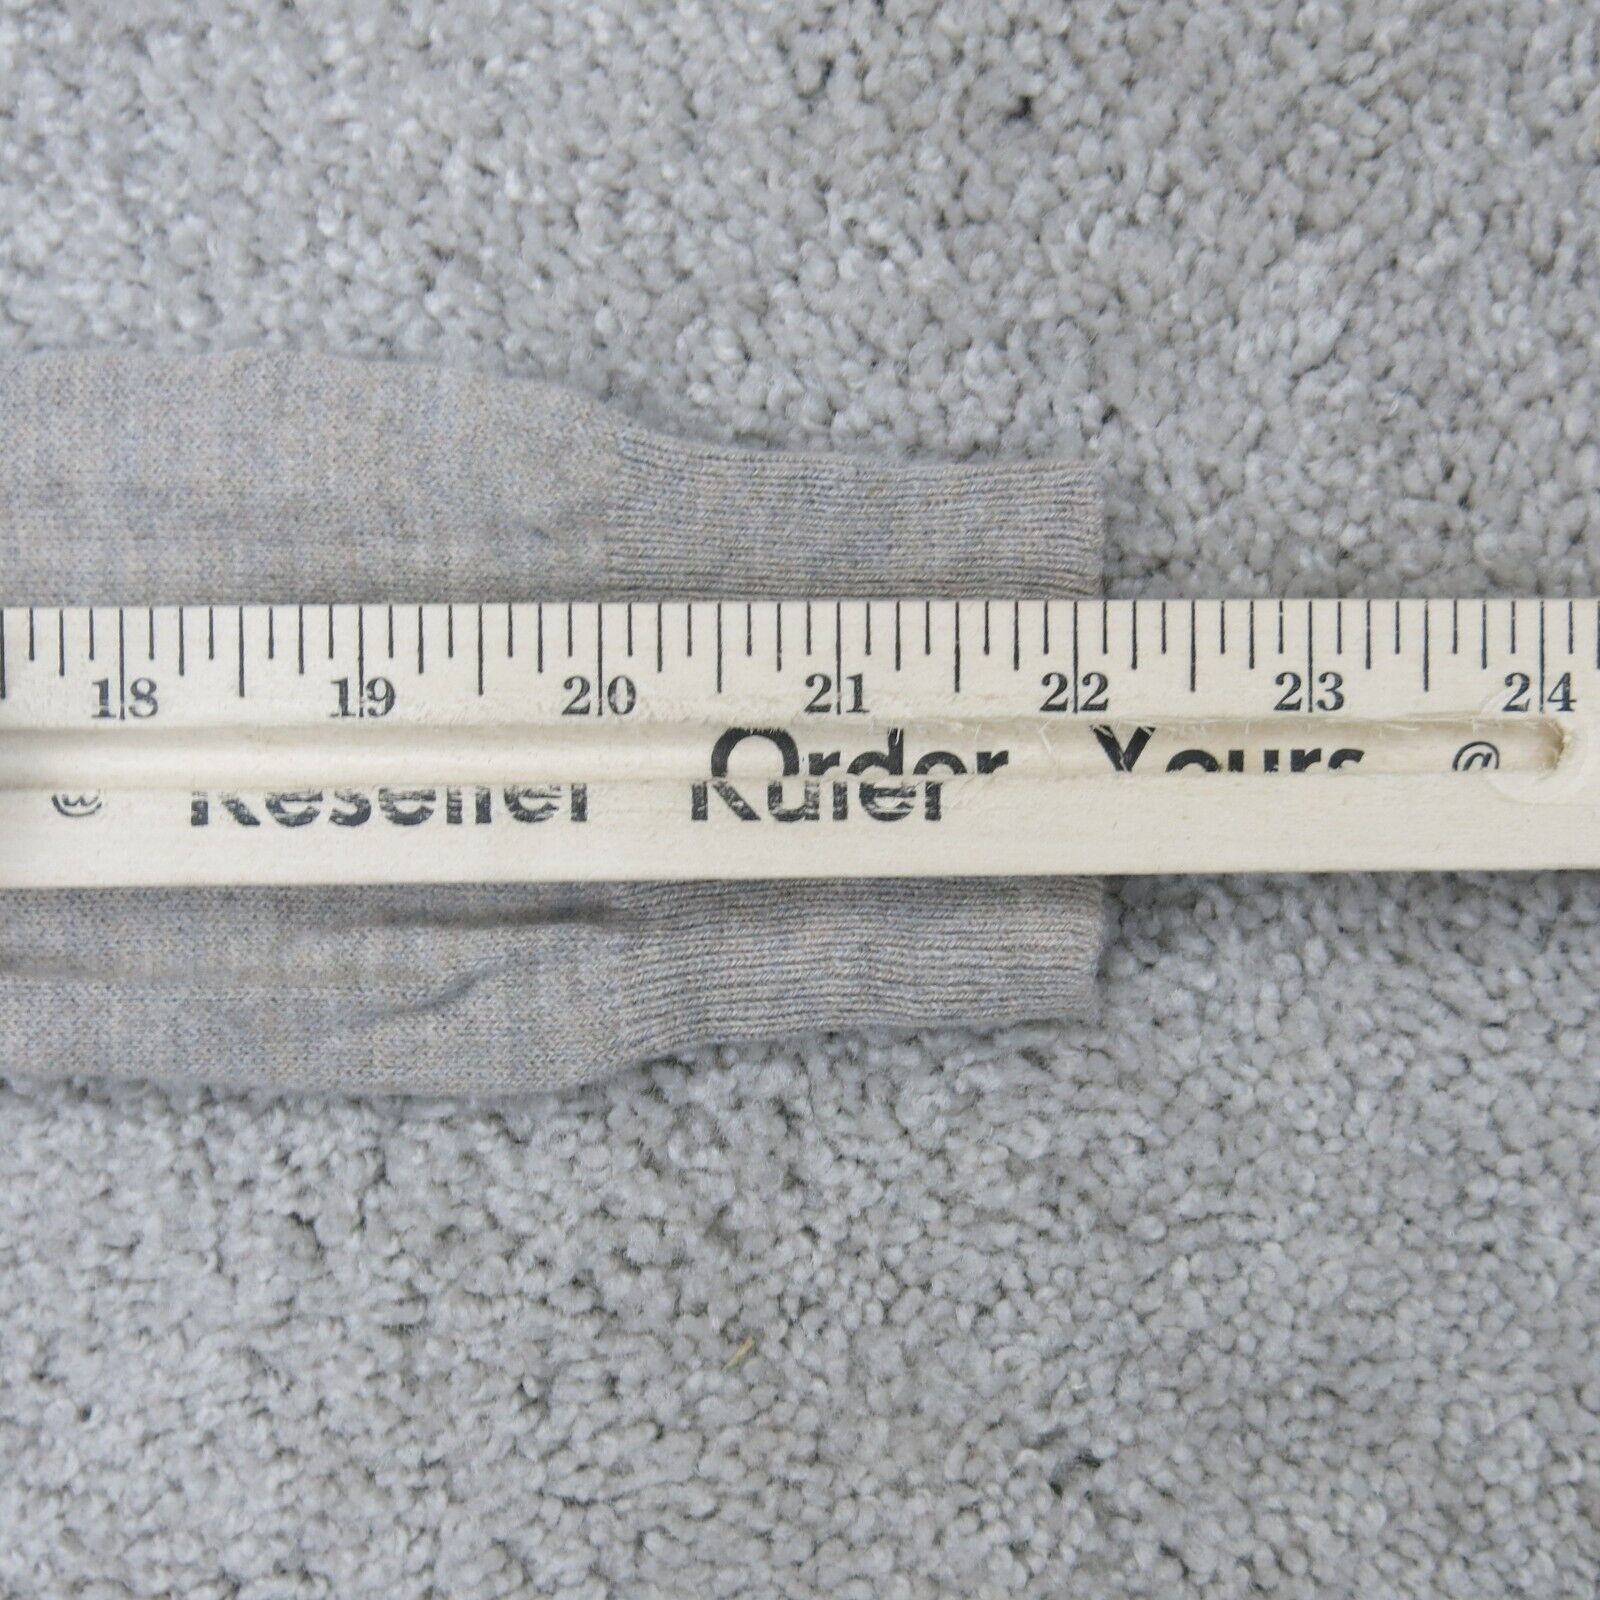 18 19 20 21 22 23 24
Order Yours @
@ Reseller Ruler